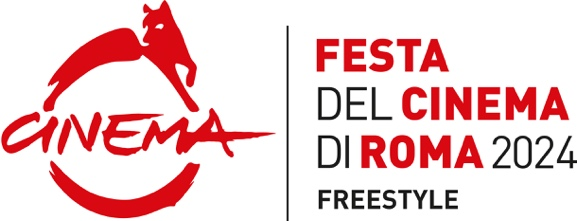 CINEMA
FESTA
DEL CINEMA
DI ROMA 2024
FREESTYLE